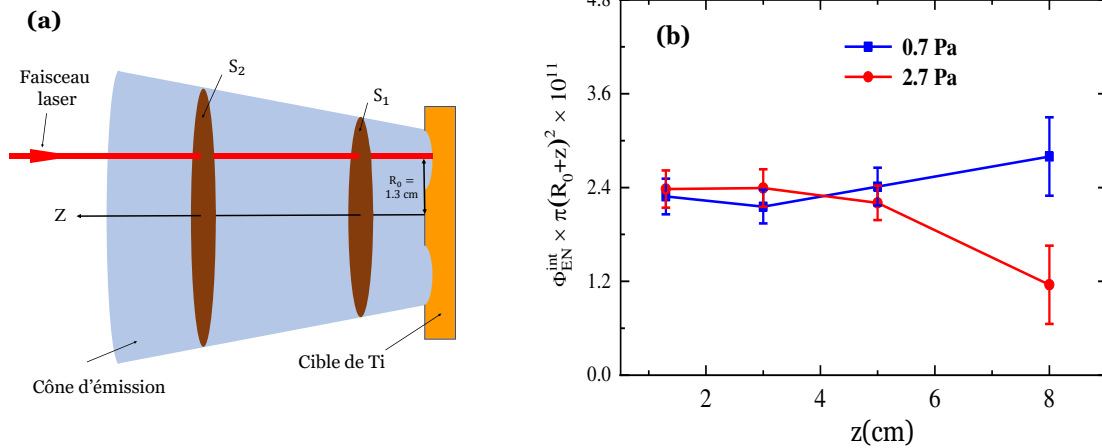 (a)
Faisceau
laser
S₂
S₁
R₀ =
1.3 cm
Z
Cible de Ti
Cône d’émission
(b)
0.7 Pa
2.7 Pa
Φ_EN^int × π(R₀+z)² × 10¹¹
4.8
3.6
2.4
1.2
0.0
2 4 6 8
z(cm)